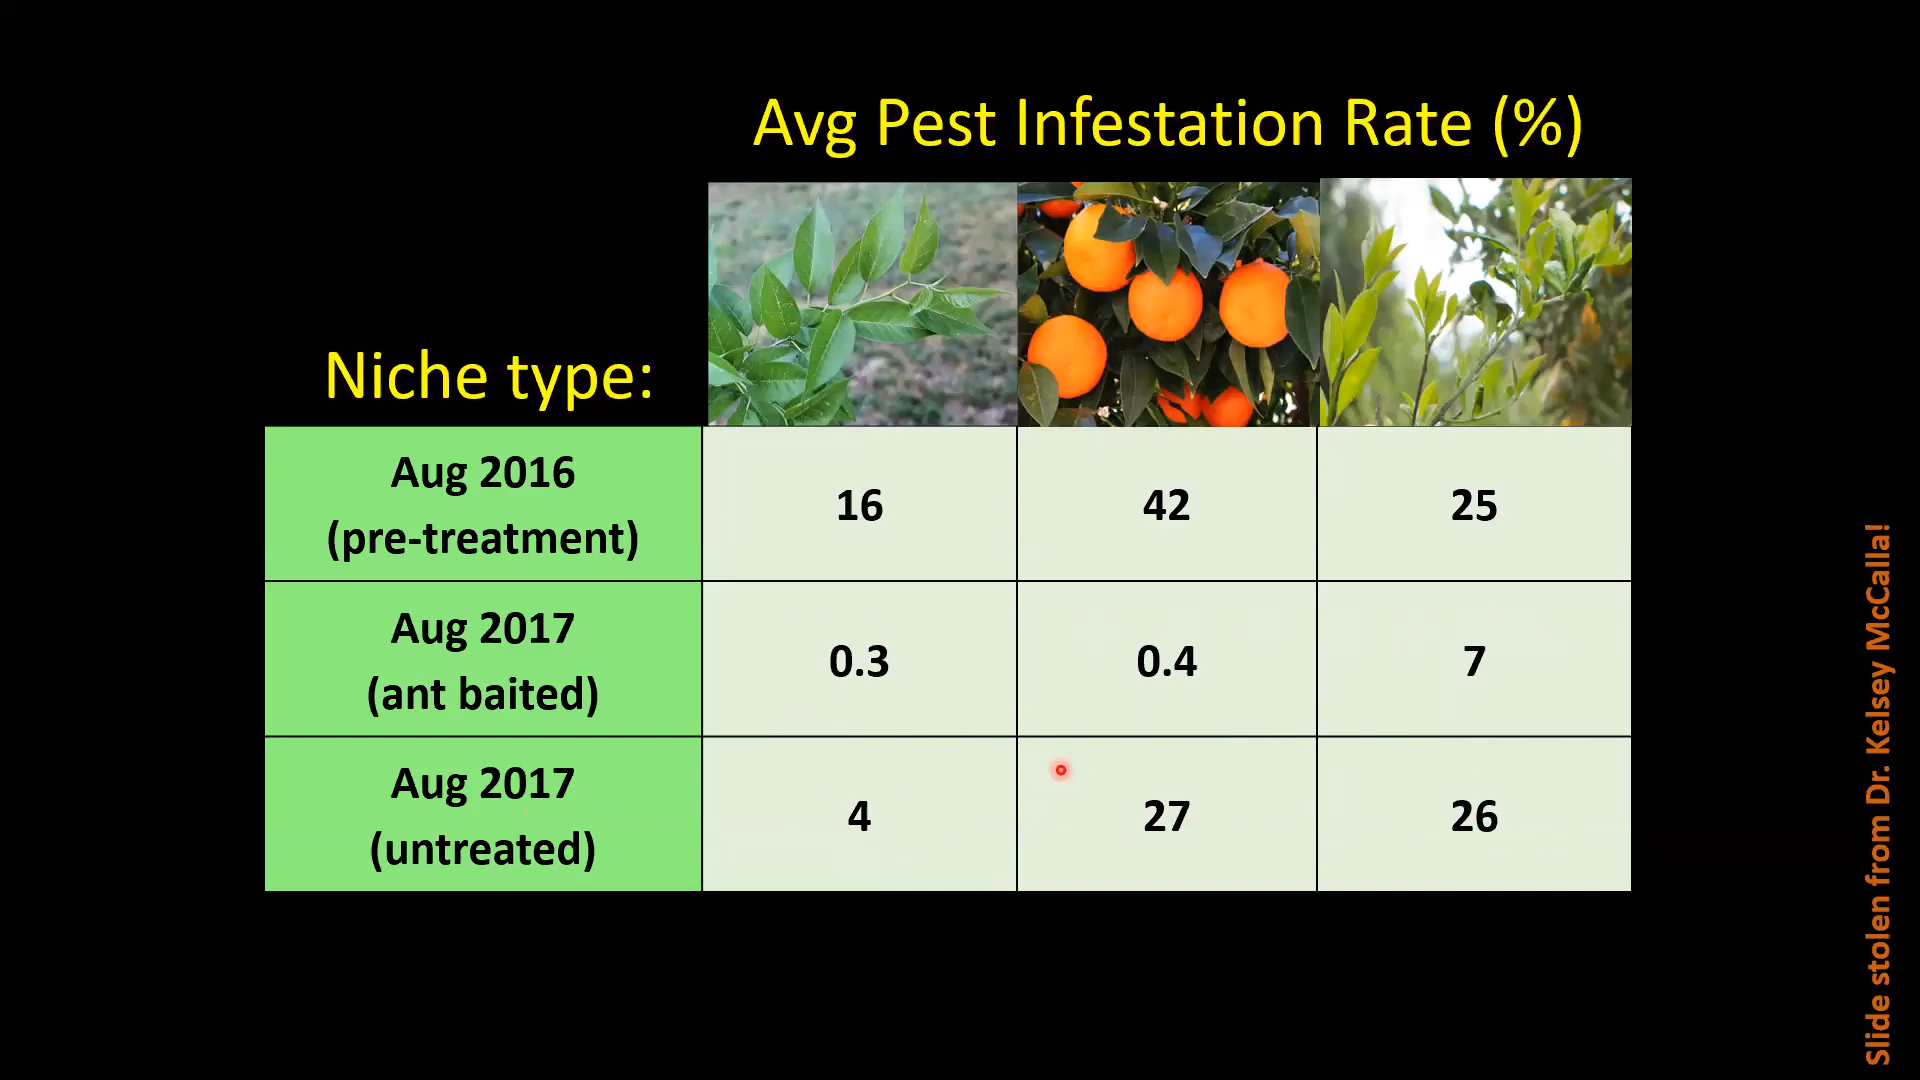 Avg Pest Infestation Rate (%)
Niche type:
Aug 2016
(pre-treatment)
16
42
25
Aug 2017
(ant baited)
0.3
0.4
7
Aug 2017
(untreated)
4
27
26
Slide stolen from Dr. Kelsey McCalla!